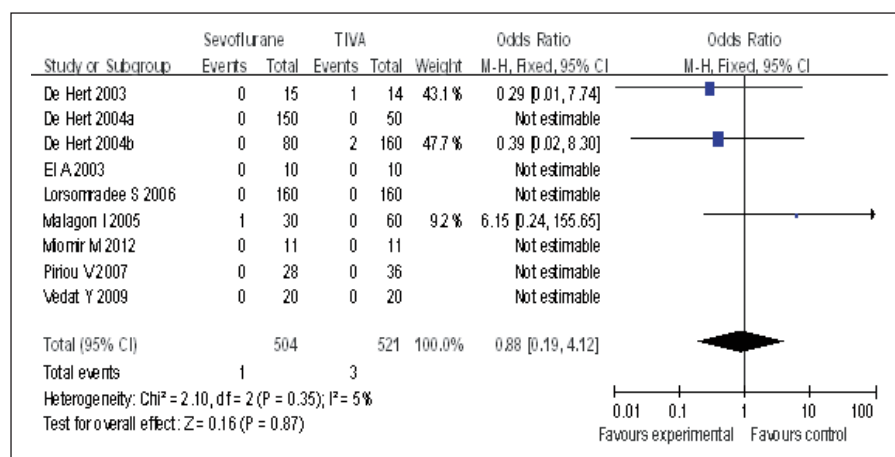 Sevoflurane TIVA Odds Ratio Odds Ratio
Study or Subgroup Events Total Events Total Weight M-H, Fixed, 95% CI M-H, Fixed, 95% CI
De Hert 2003 0 15 1 14 43.1% 0.29 [0.01, 7.74]
De Hert 2004a 0 150 0 50 Not estimable
De Hert 2004b 0 80 2 160 47.7% 0.39 [0.02, 8.30]
El A 2003 0 10 0 10 Not estimable
Lorsomradee S 2006 0 160 0 160 Not estimable
Malagon I 2005 1 30 0 60 9.2% 6.15 [0.24, 155.65]
Miomir M 2012 0 11 0 11 Not estimable
Piriou V 2007 0 28 0 36 Not estimable
Vedat Y 2009 0 20 0 20 Not estimable
Total (95% CI) 504 521 100.0% 0.88 [0.19, 4.12]
Total events 1 3
Heterogeneity: Chi² = 2.10, df = 2 (P = 0.35); I² = 5%
Test for overall effect: Z = 0.16 (P = 0.87)
0.01 0.1 1 10 100
Favours experimental Favours control